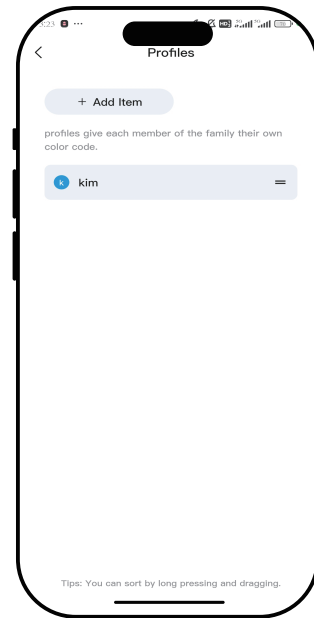 Profiles
+ Add Item
profiles give each member of the family their own
color code.
k kim
Tips: You can sort by long pressing and dragging.